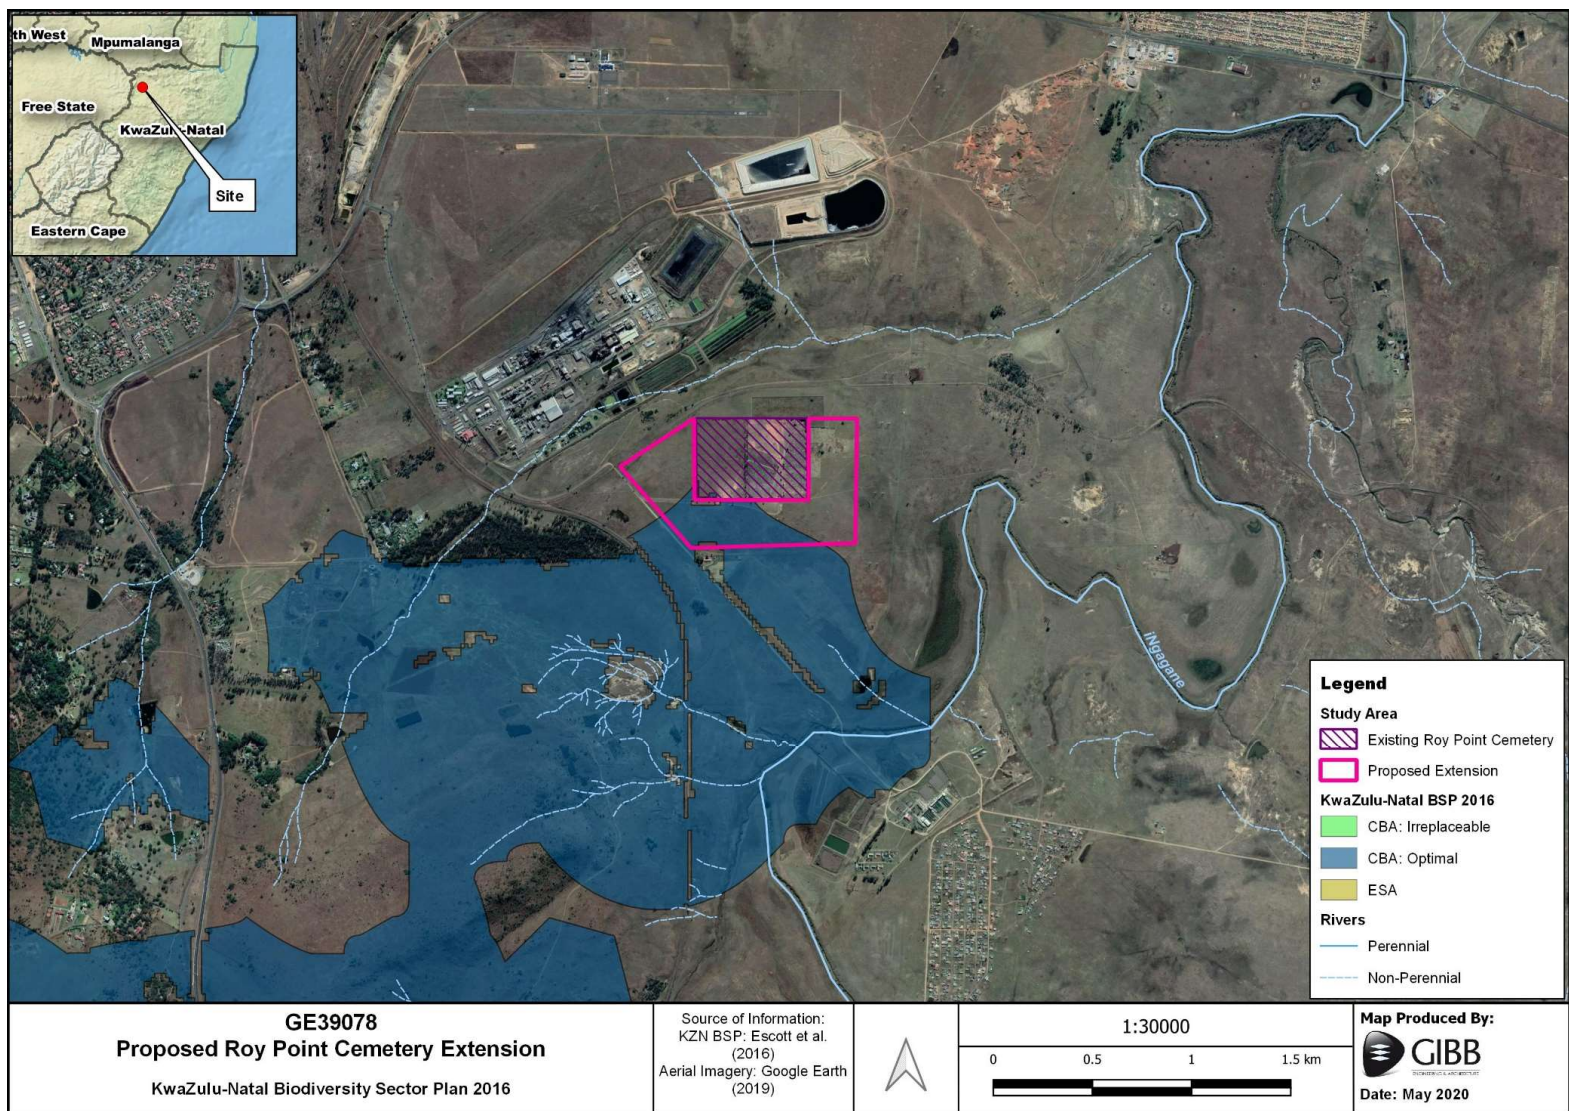 th West
Mpumalanga
Free State
KwaZulu-Natal
Site
Eastern Cape
iNgagane
Legend
Study Area
Existing Roy Point Cemetery
Proposed Extension
KwaZulu-Natal BSP 2016
CBA: Irreplaceable
CBA: Optimal
ESA
Rivers
Perennial
Non-Perennial
GE39078
Proposed Roy Point Cemetery Extension
KwaZulu-Natal Biodiversity Sector Plan 2016
Source of Information:
KZN BSP: Escott et al.
(2016)
Aerial Imagery: Google Earth
(2019)
1:30000
0 0.5 1 1.5 km
Map Produced By:
GIBB
ENGINEERING & ARCHITECTURE
Date: May 2020